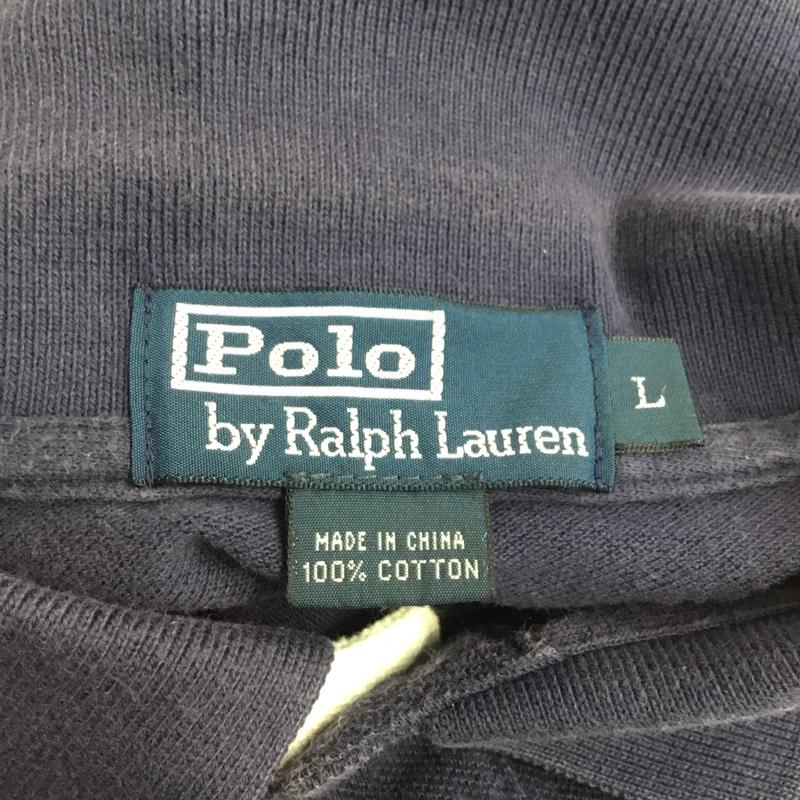 Polo
by Ralph Lauren
L
MADE IN CHINA
100% COTTON